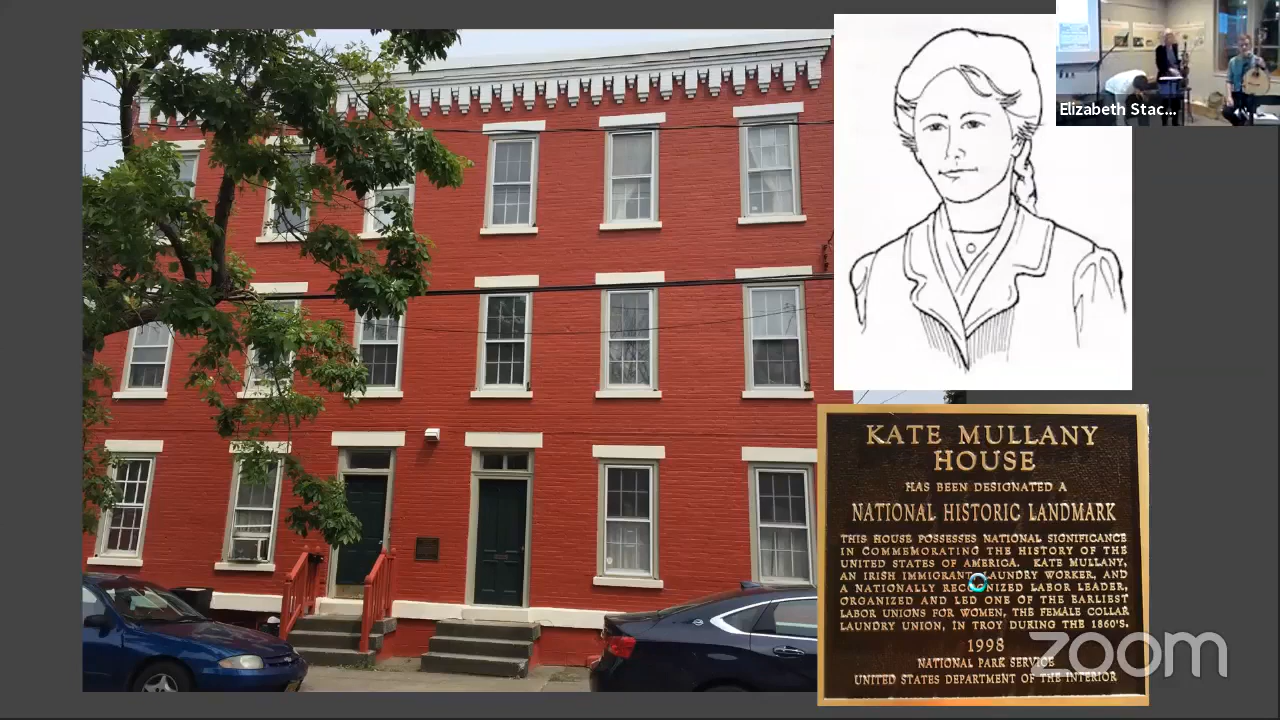 Elizabeth Stac...
KATE MULLANY
HOUSE
HAS BEEN DESIGNATED A
NATIONAL HISTORIC LANDMARK
THIS HOUSE POSSESSES NATIONAL SIGNIFICANCE
IN COMMEMORATING THE HISTORY OF THE
UNITED STATES OF AMERICA. KATE MULLANY,
AN IRISH IMMIGRANT LAUNDRY WORKER, AND
A NATIONALLY RECOGNIZED LABOR LEADER,
ORGANIZED AND LED ONE OF THE EARLIEST
LABOR UNIONS FOR WOMEN, THE FEMALE COLLAR
LAUNDRY UNION, IN TROY DURING THE 1860'S.
1998
NATIONAL PARK SERVICE
UNITED STATES DEPARTMENT OF THE INTERIOR
zoom